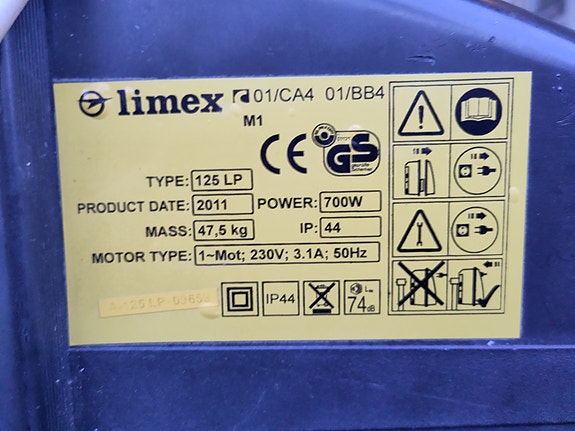 limex 01/CA4 01/BB4
M1
CE GS
TYPE: 125 LP
PRODUCT DATE: 2011 POWER: 700W
MASS: 47,5 kg IP: 44
MOTOR TYPE: 1~Mot; 230V; 3.1A; 50Hz
IP44
74dB